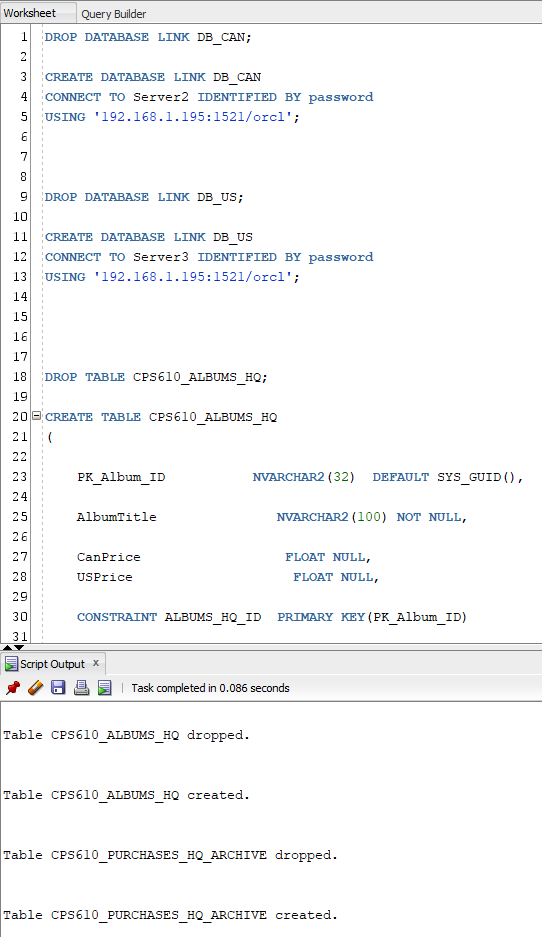 Worksheet Query Builder
1 DROP DATABASE LINK DB_CAN;
2
3 CREATE DATABASE LINK DB_CAN
4 CONNECT TO Server2 IDENTIFIED BY password
5 USING '192.168.1.195:1521/orcl';
6
7
8
9 DROP DATABASE LINK DB_US;
10
11 CREATE DATABASE LINK DB_US
12 CONNECT TO Server3 IDENTIFIED BY password
13 USING '192.168.1.195:1521/orcl';
14
15
16
17
18 DROP TABLE CPS610_ALBUMS_HQ;
19
20 CREATE TABLE CPS610_ALBUMS_HQ
21 (
22
23 PK_Album_ID NVARCHAR2(32) DEFAULT SYS_GUID(),
24
25 AlbumTitle NVARCHAR2(100) NOT NULL,
26
27 CanPrice FLOAT NULL,
28 USPrice FLOAT NULL,
29
30 CONSTRAINT ALBUMS_HQ_ID PRIMARY KEY(PK_Album_ID)
31
Script Output x
Task completed in 0.086 seconds
Table CPS610_ALBUMS_HQ dropped.
Table CPS610_ALBUMS_HQ created.
Table CPS610_PURCHASES_HQ_ARCHIVE dropped.
Table CPS610_PURCHASES_HQ_ARCHIVE created.